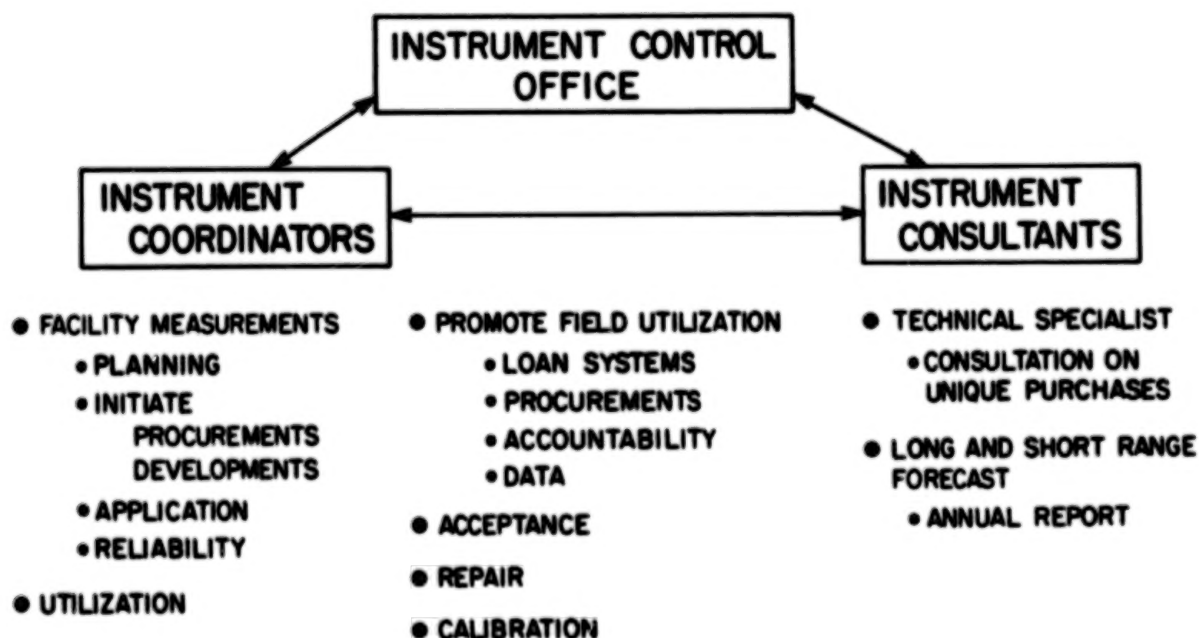 INSTRUMENT CONTROL
OFFICE
INSTRUMENT
COORDINATORS
INSTRUMENT
CONSULTANTS
● FACILITY MEASUREMENTS
• PLANNING
• INITIATE
PROCUREMENTS
DEVELOPMENTS
• APPLICATION
• RELIABILITY
● UTILIZATION
● PROMOTE FIELD UTILIZATION
• LOAN SYSTEMS
• PROCUREMENTS
• ACCOUNTABILITY
• DATA
● ACCEPTANCE
● REPAIR
● CALIBRATION
● TECHNICAL SPECIALIST
• CONSULTATION ON
UNIQUE PURCHASES
● LONG AND SHORT RANGE
FORECAST
• ANNUAL REPORT